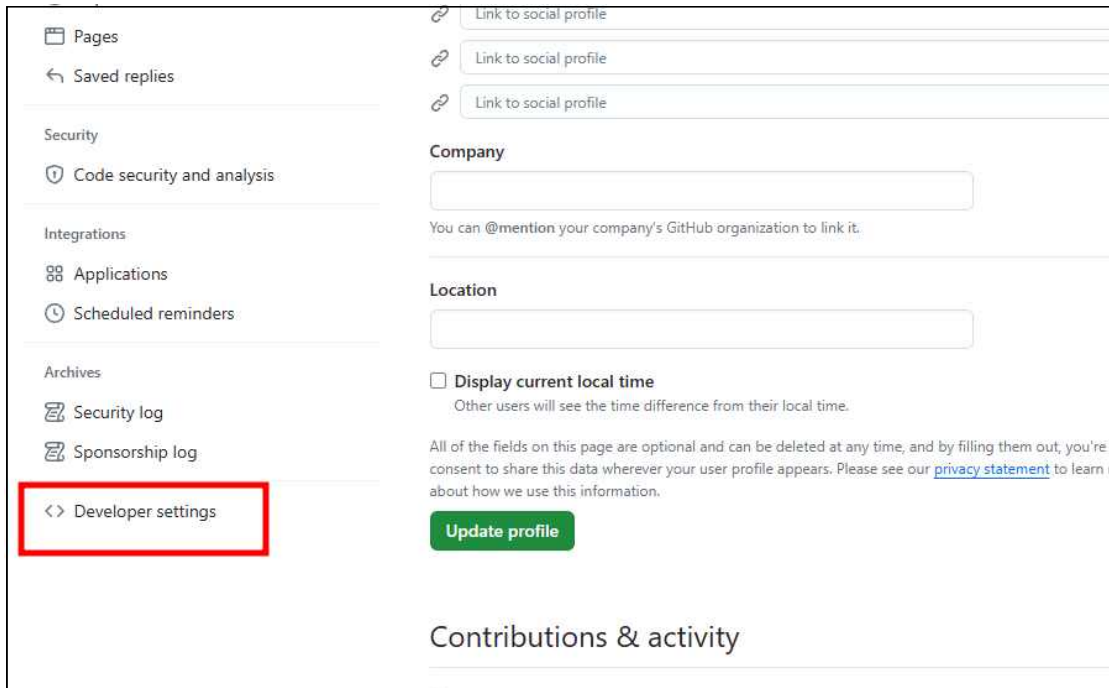 Pages
Saved replies
Security
Code security and analysis
Integrations
Applications
Scheduled reminders
Archives
Security log
Sponsorship log
Developer settings
Link to social profile
Link to social profile
Link to social profile
Company
You can @mention your company's GitHub organization to link it.
Location
Display current local time
Other users will see the time difference from their local time.
All of the fields on this page are optional and can be deleted at any time, and by filling them out, you're
consent to share this data wherever your user profile appears. Please see our privacy statement to learn
about how we use this information.
Update profile
Contributions & activity